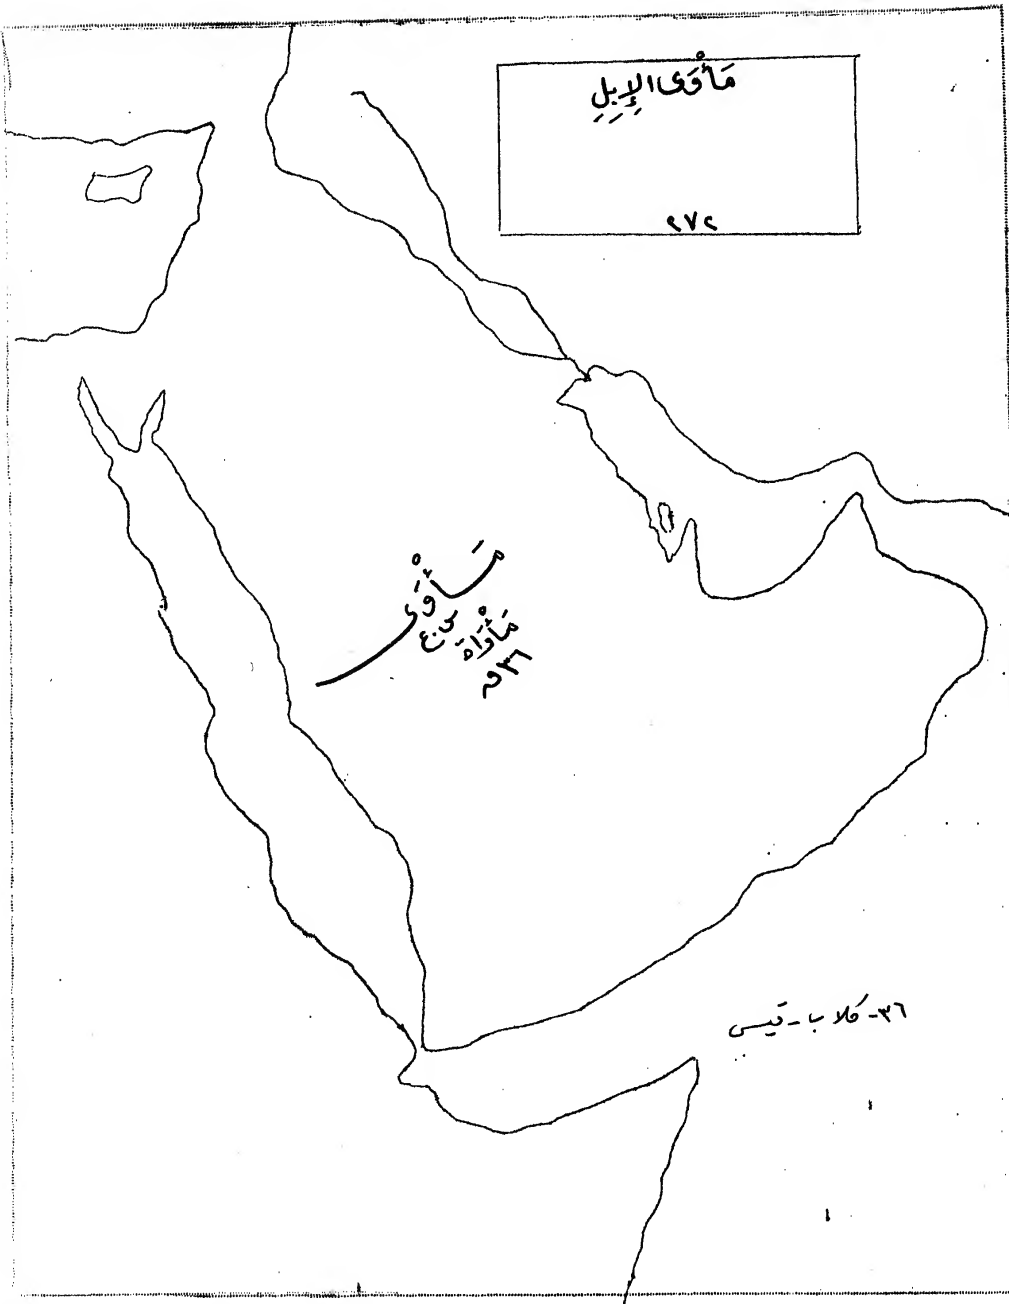 مَأْوَى الإِبِلِ
٢٧٢
مَأْوَى
ى ع
مَأْوَاة
٣٦ ق
٣٦- كلاب - قيس